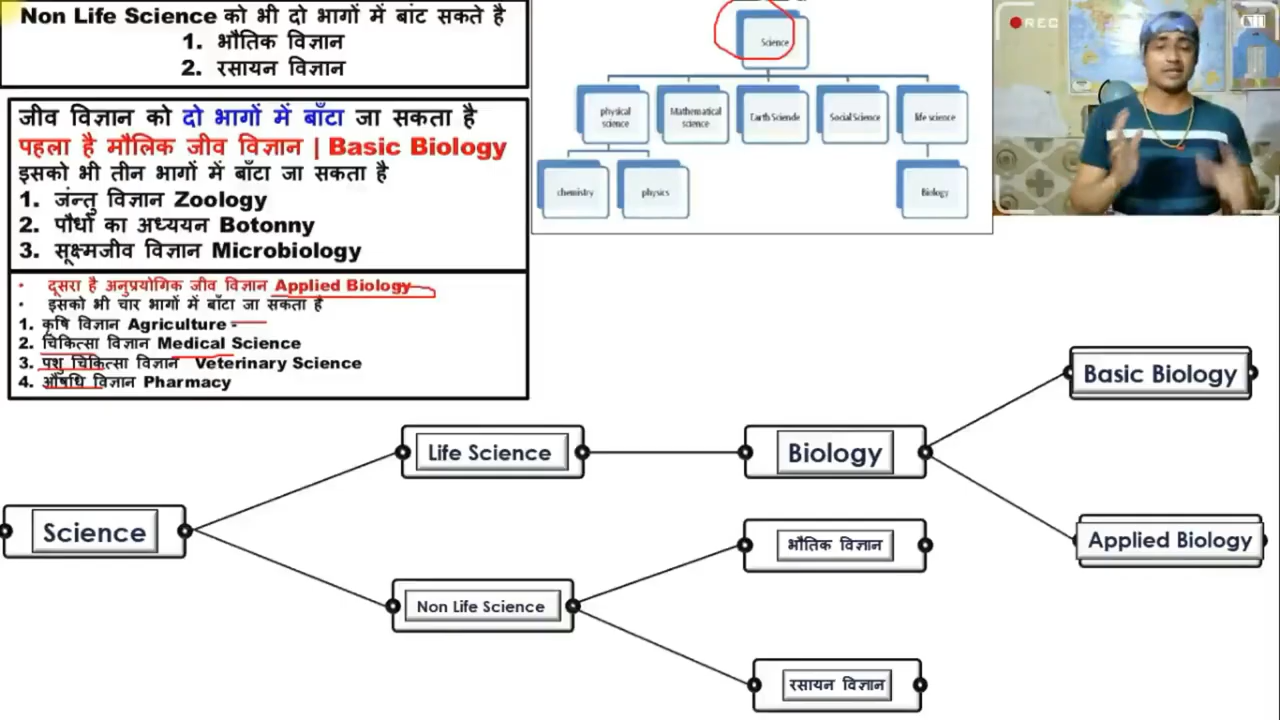 Non Life Science को भी दो भागों में बांट सकते है
1. भौतिक विज्ञान
2. रसायन विज्ञान
जीव विज्ञान को दो भागों में बाँटा जा सकता है
पहला है मौलिक जीव विज्ञान | Basic Biology
इसको भी तीन भागों में बाँटा जा सकता है
1. जंन्तु विज्ञान Zoology
2. पौधों का अध्ययन Botonny
3. सूक्ष्मजीव विज्ञान Microbiology
• दूसरा है अनुप्रयोगिक जीव विज्ञान Applied Biology
• इसको भी चार भागों में बाँटा जा सकता है
1. कृषि विज्ञान Agriculture -
2. चिकित्सा विज्ञान Medical Science
3. पशु चिकित्सा विज्ञान Veterinary Science
4. औषधि विज्ञान Pharmacy
Science
physical science
Mathematical science
Earth Sciende
Social Science
life science
chemistry
physics
Biology
REC
Basic Biology
Life Science
Biology
Science
भौतिक विज्ञान
Applied Biology
Non Life Science
रसायन विज्ञान